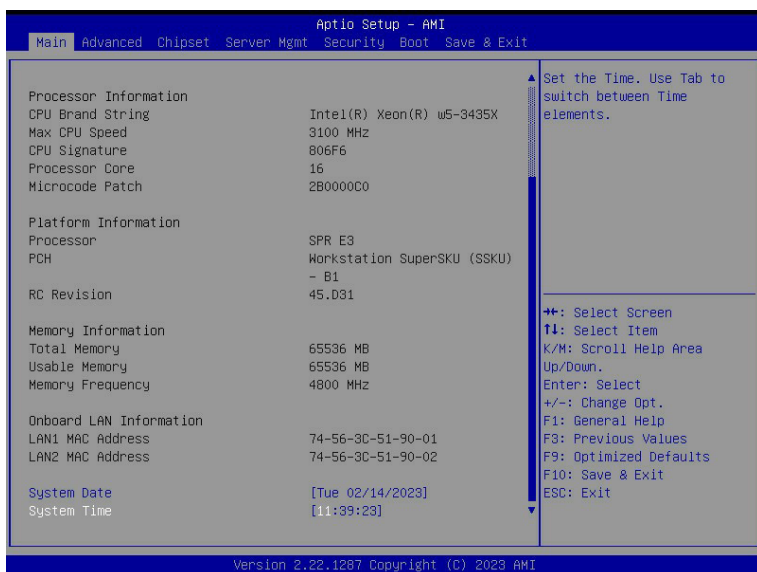 Aptio Setup - AMI
Main Advanced Chipset Server Mgmt Security Boot Save & Exit
Processor Information
CPU Brand String Intel(R) Xeon(R) w5-3435X
Max CPU Speed 3100 MHz
CPU Signature 806F6
Processor Core 16
Microcode Patch 2B0000C0
Platform Information
Processor SPR E3
PCH Workstation SuperSKU (SSKU)
- B1
RC Revision 45.D31
Memory Information
Total Memory 65536 MB
Usable Memory 65536 MB
Memory Frequency 4800 MHz
Onboard LAN Information
LAN1 MAC Address 74-56-3C-51-90-01
LAN2 MAC Address 74-56-3C-51-90-02
System Date [Tue 02/14/2023]
System Time [11:39:23]
Set the Time. Use Tab to
switch between Time
elements.
→←: Select Screen
↑↓: Select Item
K/M: Scroll Help Area
Up/Down.
Enter: Select
+/-: Change Opt.
F1: General Help
F3: Previous Values
F9: Optimized Defaults
F10: Save & Exit
ESC: Exit
Version 2.22.1287 Copyright (C) 2023 AMI